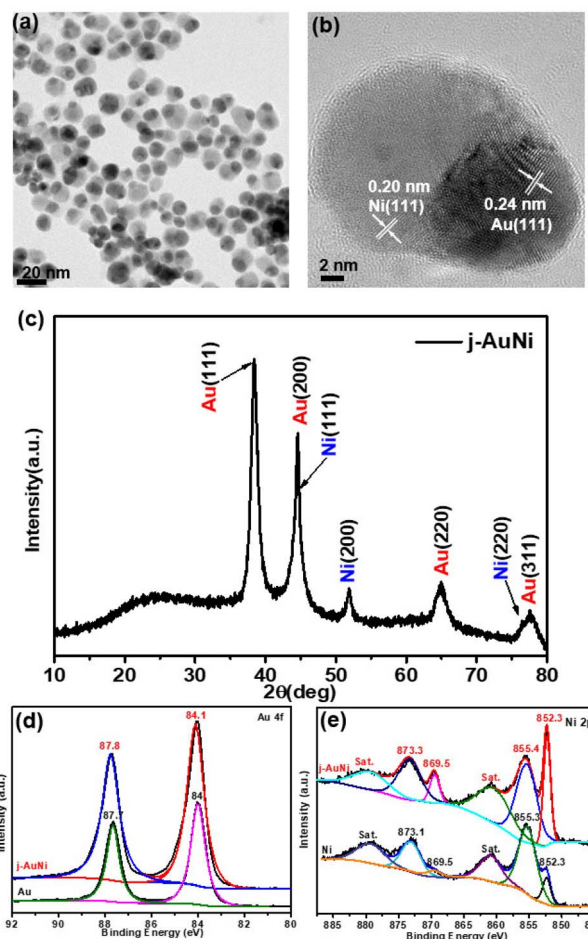 (a)
20 nm
(b)
0.20 nm
Ni(111)
0.24 nm
Au(111)
2 nm
(c)
j-AuNi
Au(111)
Au(200)
Ni(111)
Ni(200)
Au(220)
Ni(220)
Au(311)
Intensity(a.u.)
10 20 30 40 50 60 70 80
2θ(deg)
(d)
Au 4f
84.1
87.8
84
87.7
j-AuNi
Au
Intensity (a.u.)
92 90 88 86 84 82 80
Binding Energy (eV)
(e)
Ni 2p
852.3
j-AuNi
Sat.
873.3
869.5
Sat.
855.4
Ni
Sat.
873.1
869.5
Sat.
855.3
852.3
Intensity (a.u.)
885 880 875 870 865 860 855 850
Binding Energy (eV)